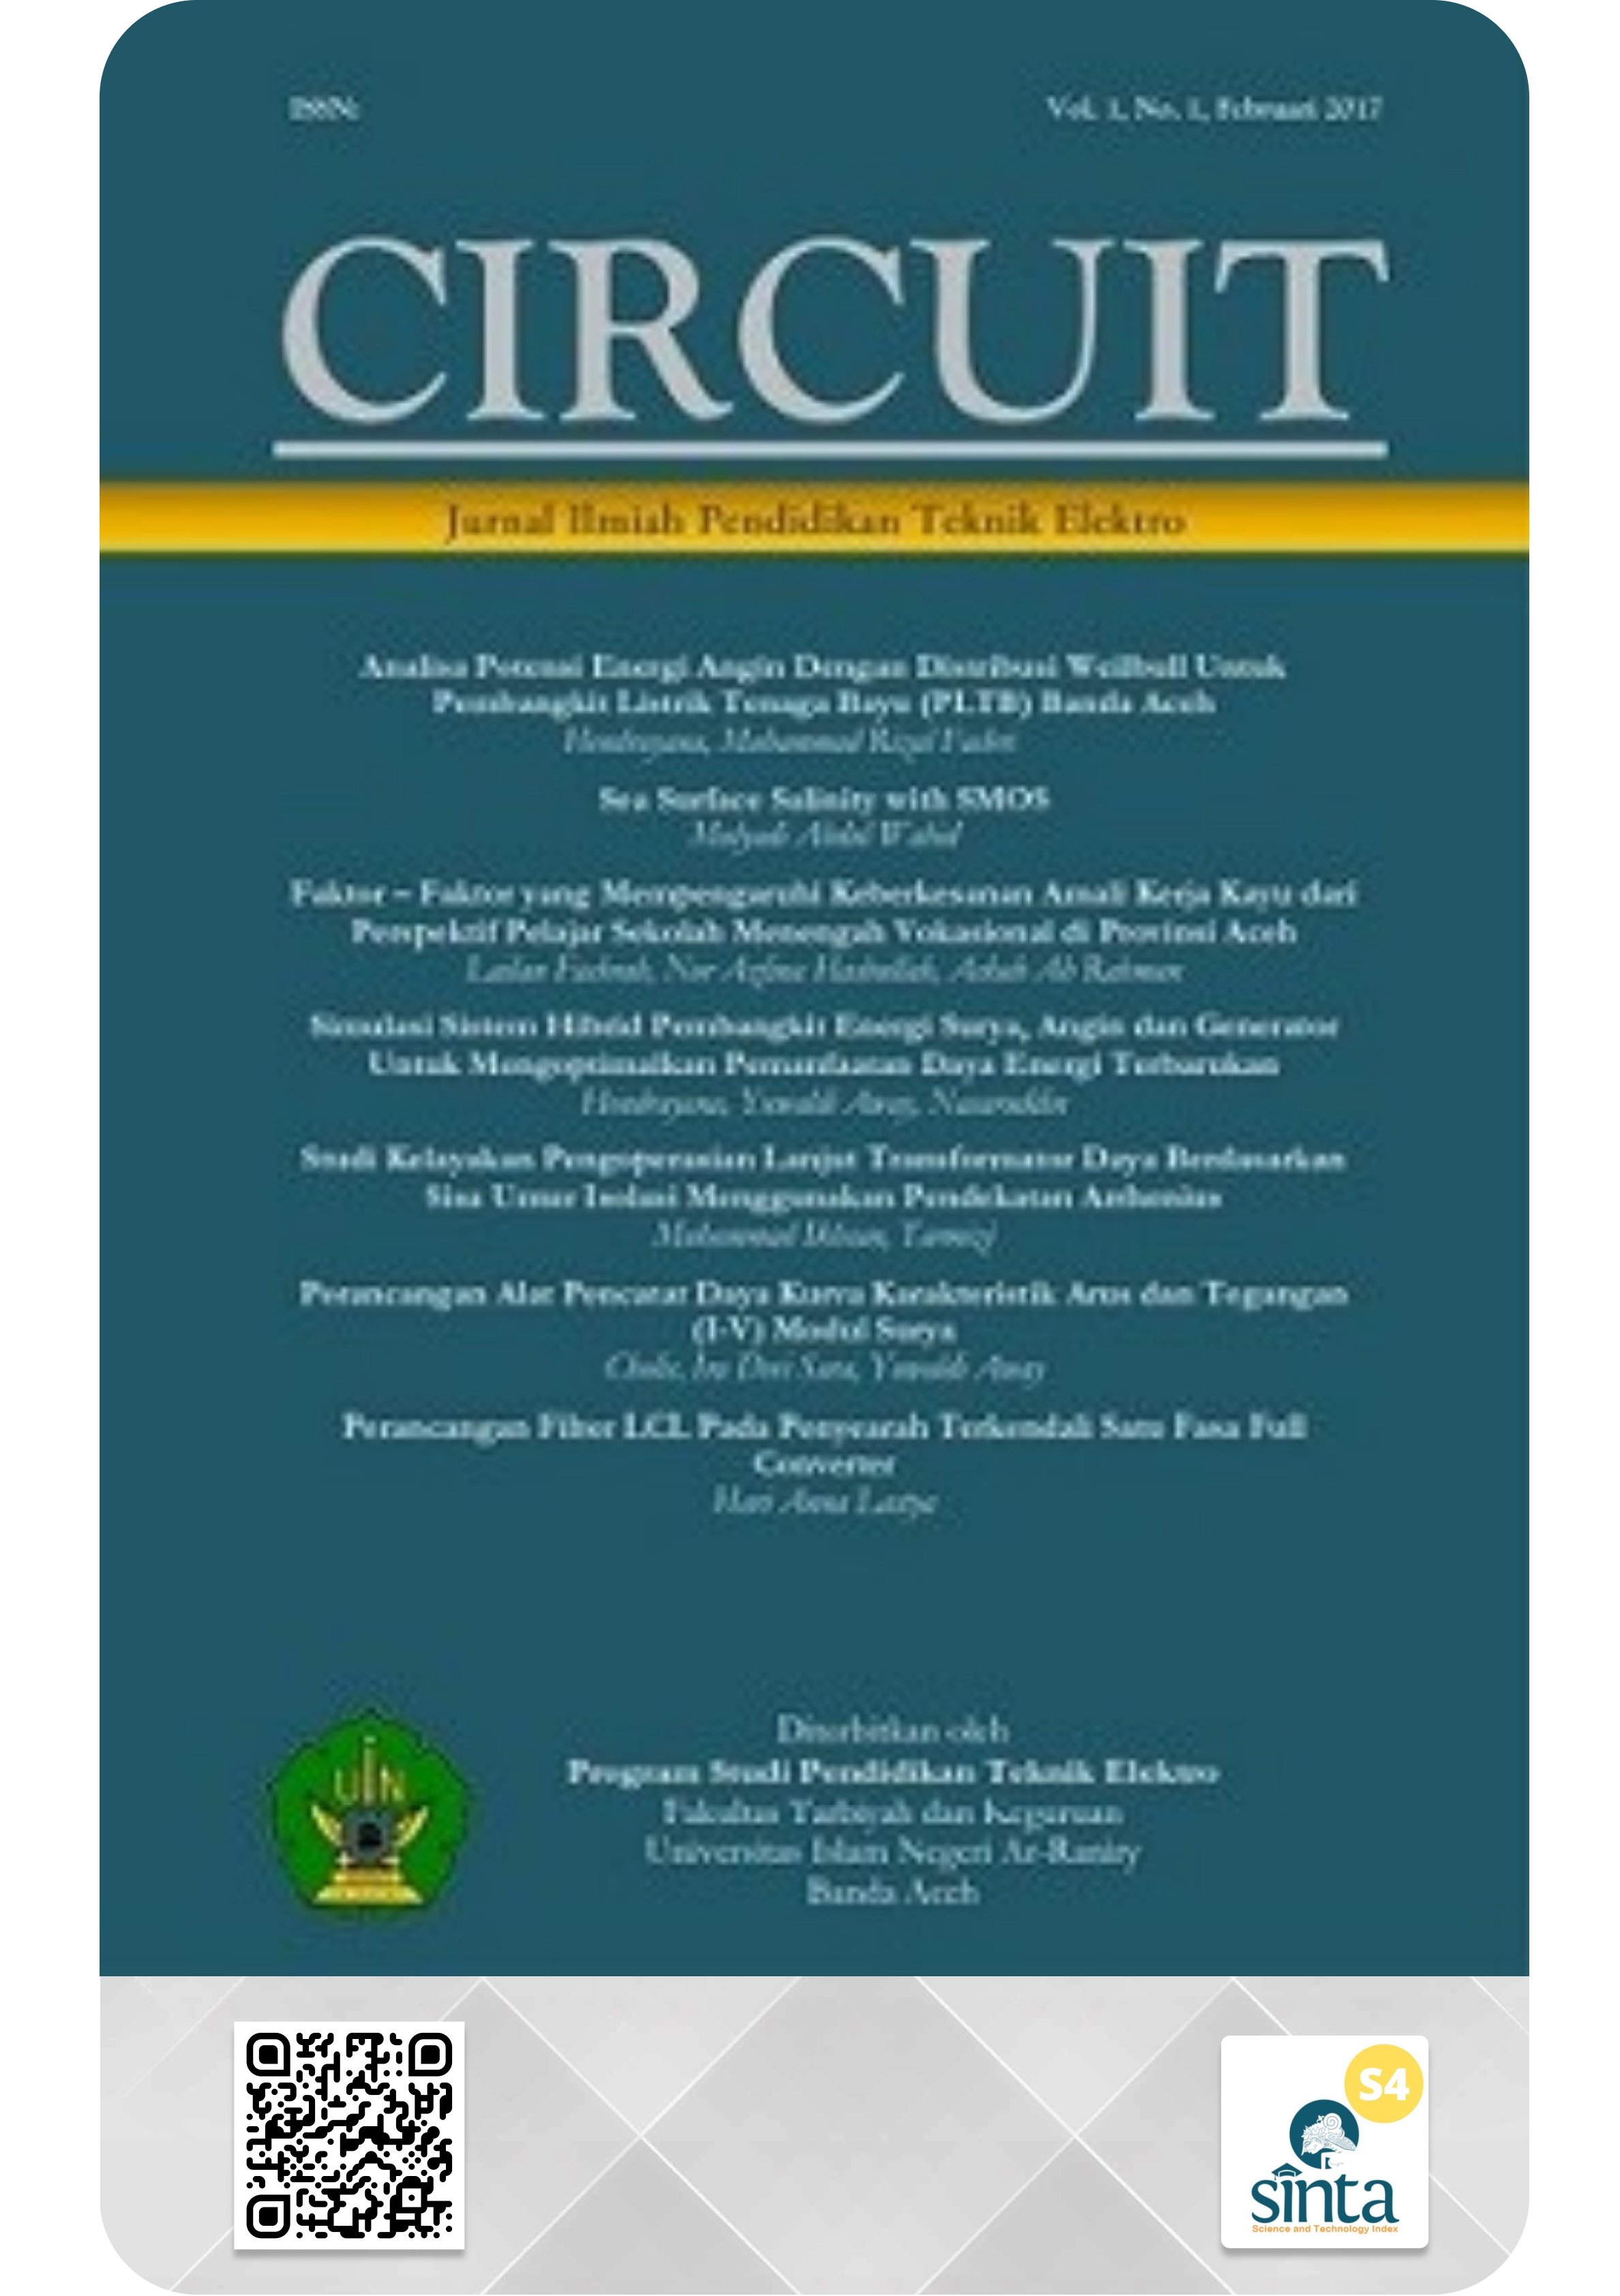 ISSN:
Vol. 1, No. 1, Februari 2017
CIRCUIT
Jurnal Ilmiah Pendidikan Teknik Elektro
Analisa Potensi Energi Angin Dengan Distribusi Weilbull Untuk
Pembangkit Listrik Tenaga Bayu (PLTB) Banda Aceh
Hendrayana, Muhammad Rizal Fachri
Sea Surface Salinity with SMOS
Malyadi Abdul Wahid
Faktor – Faktor yang Mempengaruhi Keberkesanan Amali Kerja Kayu dari
Perspektif Pelajar Sekolah Menengah Vokasional di Provinsi Aceh
Nor Hasbullah, Ab Rahman
Simulasi Sistem Hibrid Pembangkit Energi Surya, Angin dan Generator
Untuk Mengoptimalkan Pemanfaatan Daya Energi Terbarukan
Hendrayana, Yuwaldi Away, Nasaruddin
Studi Kelayakan Pengoperasian Lanjut Transformator Daya Berdasarkan
Sisa Umur Isolasi Menggunakan Pendekatan Arrhenius
Muhammad Ikhsan, Tarmizi
Perancangan Alat Pencatat Daya Kurva Karakteristik Arus dan Tegangan
(I-V) Modul Surya
Ira Devi Sara, Yuwaldi Away
Perancangan Filter LCL Pada Penyearah Terkendali Satu Fasa Full
Converter
Hari Anna Lastya
UIN
Diterbitkan oleh
Program Studi Pendidikan Teknik Elektro
Fakultas Tarbiyah dan Keguruan
Universitas Islam Negeri Ar-Raniry
Banda Aceh
S4
sinta
Science and Technology Index